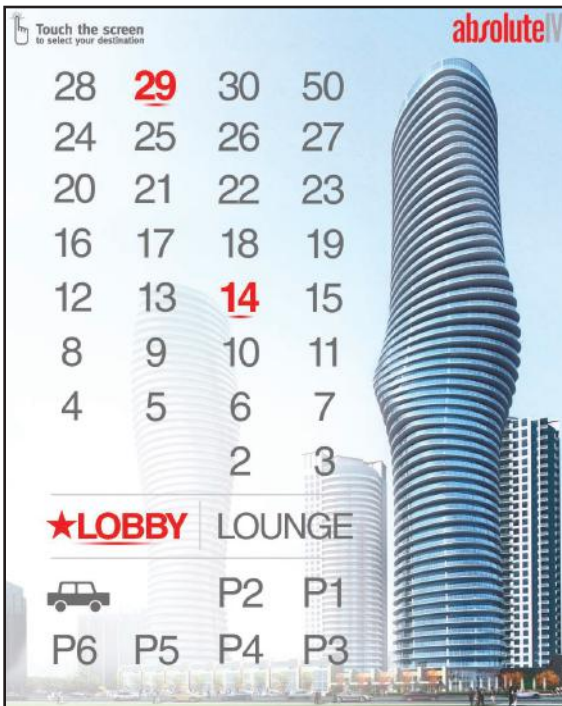 Touch the screen
to select your destination
absoluteIV
28 29 30 50
24 25 26 27
20 21 22 23
16 17 18 19
12 13 14 15
8 9 10 11
4 5 6 7
2 3
★LOBBY LOUNGE
P2 P1
P6 P5 P4 P3